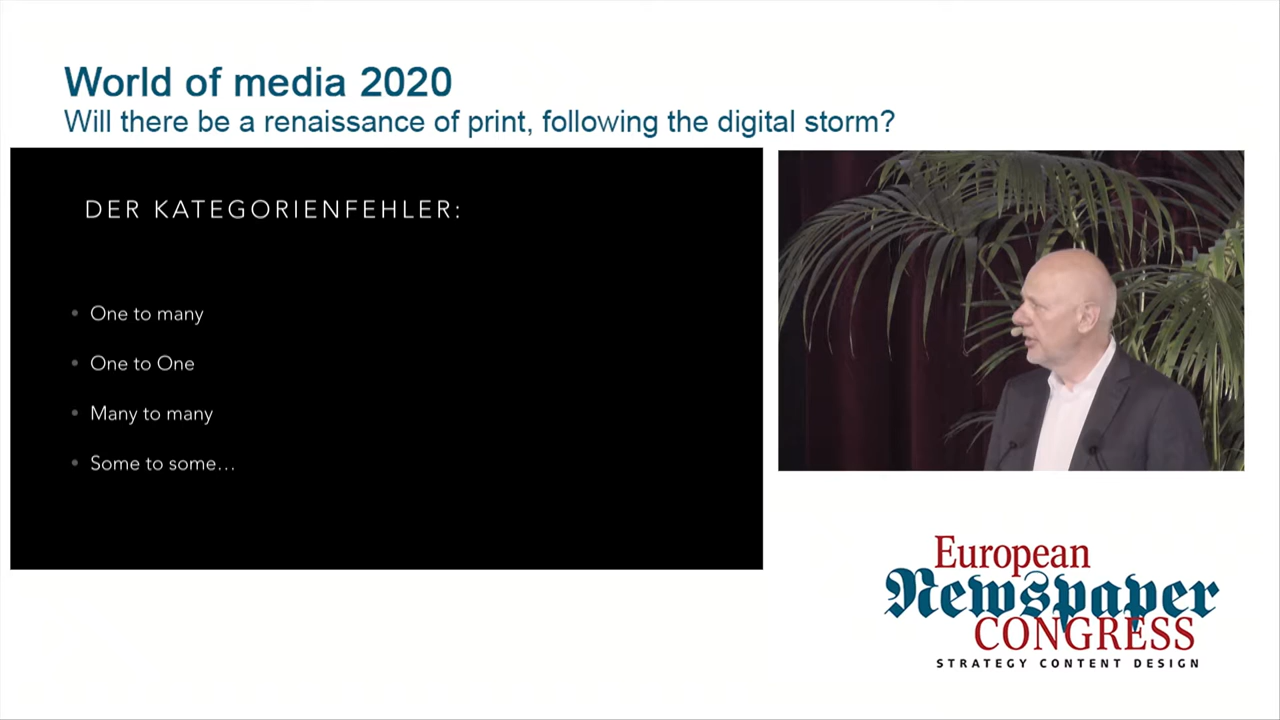 World of media 2020
Will there be a renaissance of print, following the digital storm?
DER KATEGORIENFEHLER:
• One to many
• One to One
• Many to many
• Some to some…
European
Newspaper
CONGRESS
STRATEGY CONTENT DESIGN